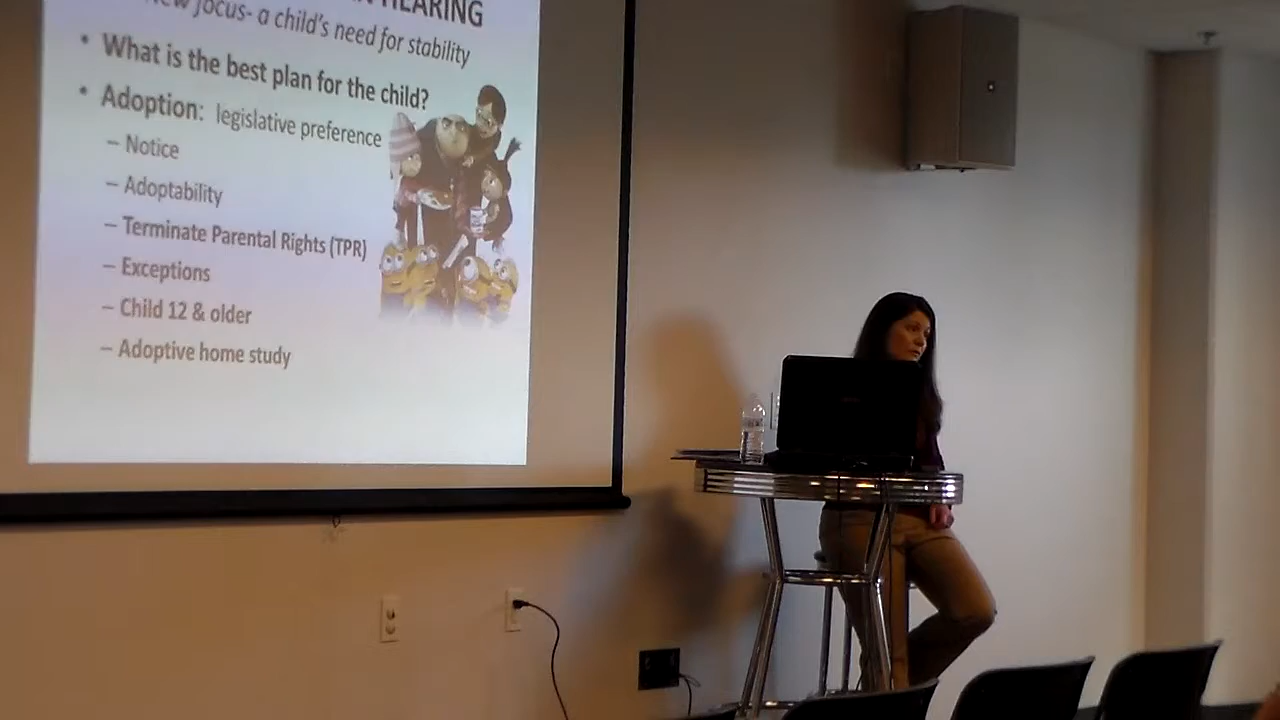 HEARING
New focus- a child's need for stability
• What is the best plan for the child?
• Adoption: legislative preference
– Notice
– Adoptability
– Terminate Parental Rights (TPR)
– Exceptions
– Child 12 & older
– Adoptive home study